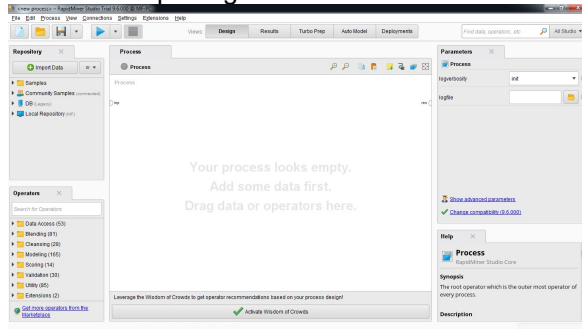 <new process> – RapidMiner Studio Trial 9.6.000 @ MF-PC
File Edit Process View Connections Settings Extensions Help
Views: Design Results Turbo Prep Auto Model Deployments Find data, operators...etc All Studio
Repository
Import Data
Samples
Community Samples (connected)
DB (Legacy)
Local Repository
Operators
Search for Operators
Data Access (53)
Blending (81)
Cleansing (28)
Modeling (165)
Scoring (14)
Validation (30)
Utility (85)
Extensions (2)
Get more operators from the
Marketplace
Process
Process
Process
inp
res
Your process looks empty.
Add some data first.
Drag data or operators here.
Leverage the Wisdom of Crowds to get operator recommendations based on your process design!
Activate Wisdom of Crowds
Parameters
Process
logverbosity init
logfile
Show advanced parameters
Change compatibility (9.6.000)
Help
Process
RapidMiner Studio Core
Synopsis
The root operator which is the outer most operator of
every process.
Description